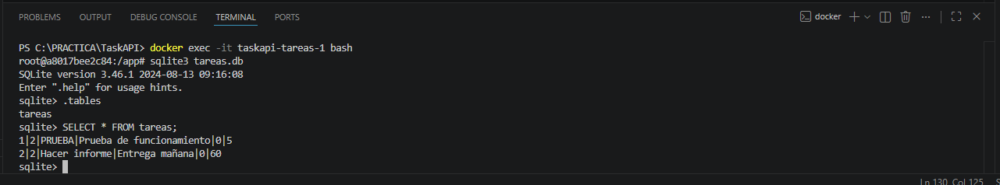 PROBLEMS OUTPUT DEBUG CONSOLE TERMINAL PORTS docker
PS C:\PRACTICA\TaskAPI> docker exec -it taskapi-tareas-1 bash
root@a8017bee2c84:/app# sqlite3 tareas.db
SQLite version 3.46.1 2024-08-13 09:16:08
Enter ".help" for usage hints.
sqlite> .tables
tareas
sqlite> SELECT * FROM tareas;
1|2|PRUEBA|Prueba de funcionamiento|0|5
2|2|Hacer informe|Entrega mañana|0|60
sqlite>
Ln 130, Col 125